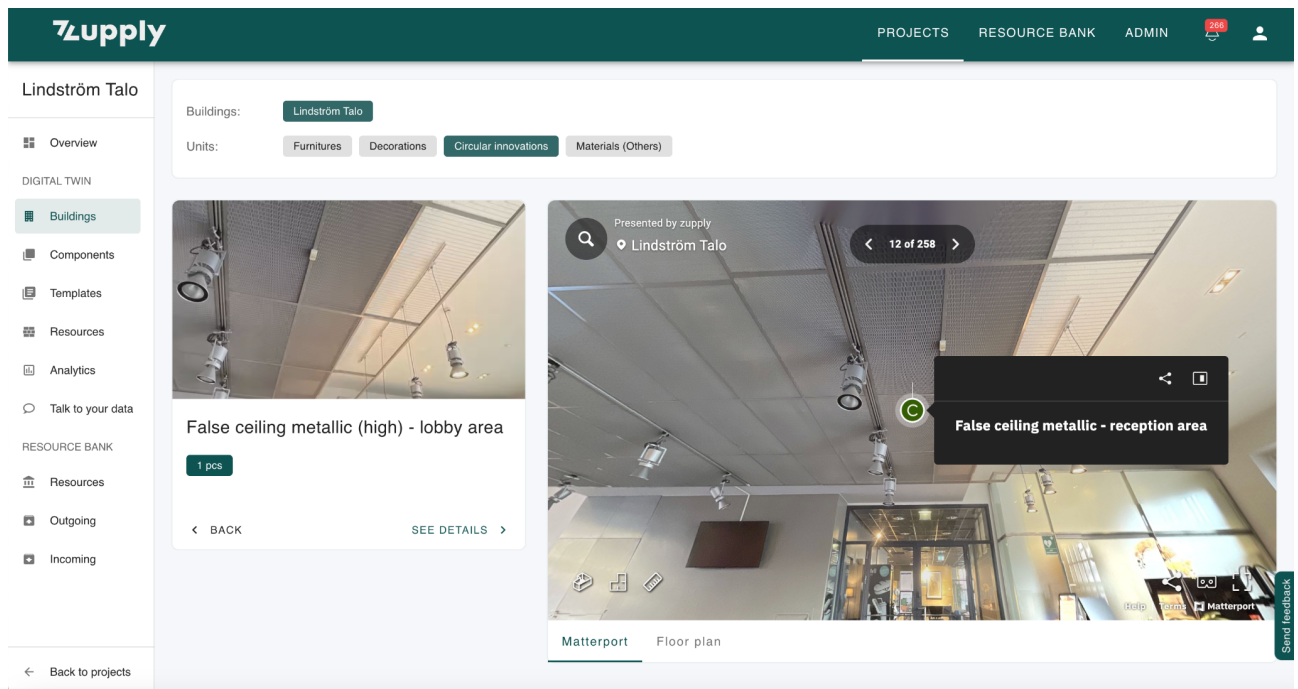 zupply
PROJECTS
RESOURCE BANK
ADMIN
266
Lindström Talo
Overview
DIGITAL TWIN
Buildings
Components
Templates
Resources
Analytics
Talk to your data
RESOURCE BANK
Resources
Outgoing
Incoming
Back to projects
Buildings:
Lindström Talo
Units:
Furnitures
Decorations
Circular innovations
Materials (Others)
False ceiling metallic (high) - lobby area
1 pcs
BACK
SEE DETAILS
Presented by zupply
Lindström Talo
12 of 258
C
False ceiling metallic - reception area
Help
Terms
Matterport
Matterport
Floor plan
Send feedback